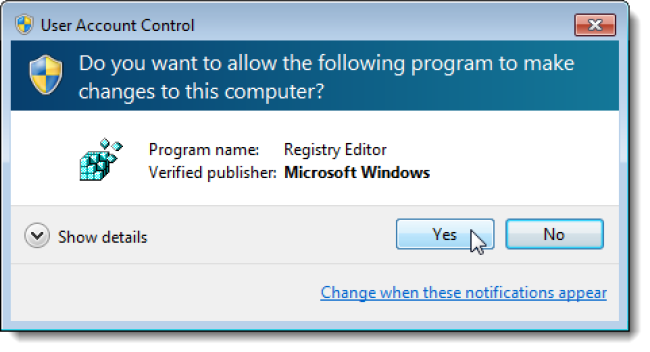 User Account Control
Do you want to allow the following program to make
changes to this computer?
Program name: Registry Editor
Verified publisher: Microsoft Windows
Show details
Yes
No
Change when these notifications appear